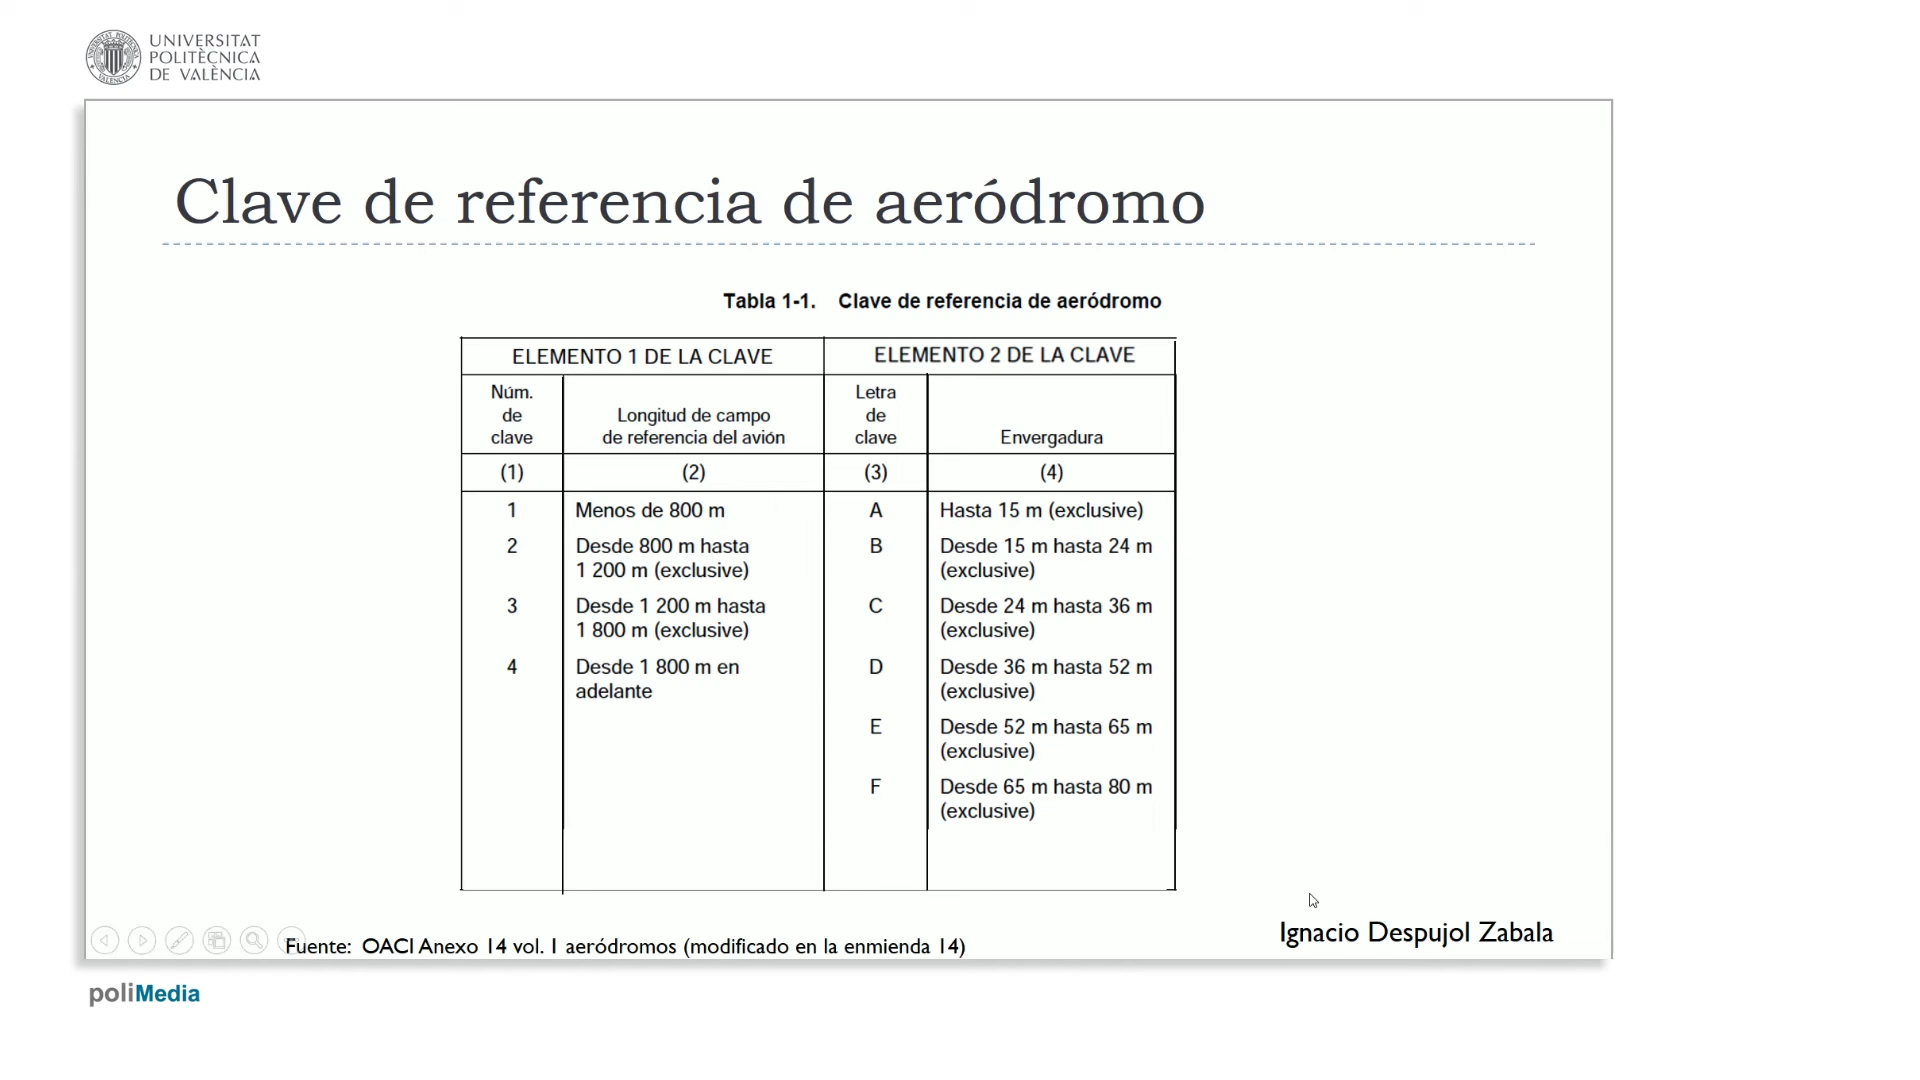 UNIVERSITAT
POLITÈCNICA
DE VALÈNCIA
Clave de referencia de aeródromo
Tabla 1-1. Clave de referencia de aeródromo
ELEMENTO 1 DE LA CLAVE ELEMENTO 2 DE LA CLAVE
Núm.
de
clave
Longitud de campo
de referencia del avión
Letra
de
clave
Envergadura
(1) (2) (3) (4)
1 Menos de 800 m A Hasta 15 m (exclusive)
2 Desde 800 m hasta B Desde 15 m hasta 24 m
1 200 m (exclusive) (exclusive)
3 Desde 1 200 m hasta C Desde 24 m hasta 36 m
1 800 m (exclusive) (exclusive)
4 Desde 1 800 m en D Desde 36 m hasta 52 m
adelante (exclusive)
E Desde 52 m hasta 65 m
(exclusive)
F Desde 65 m hasta 80 m
(exclusive)
Ignacio Despujol Zabala
Fuente: OACI Anexo 14 vol. I aeródromos (modificado en la enmienda 14)
poliMedia